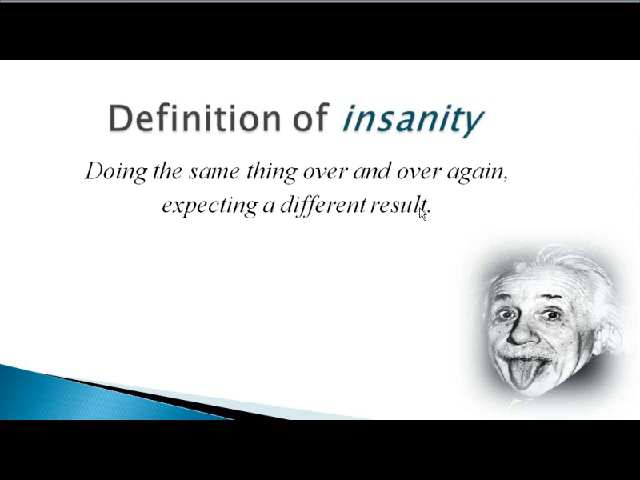 Definition of insanity
Doing the same thing over and over again,
expecting a different result.